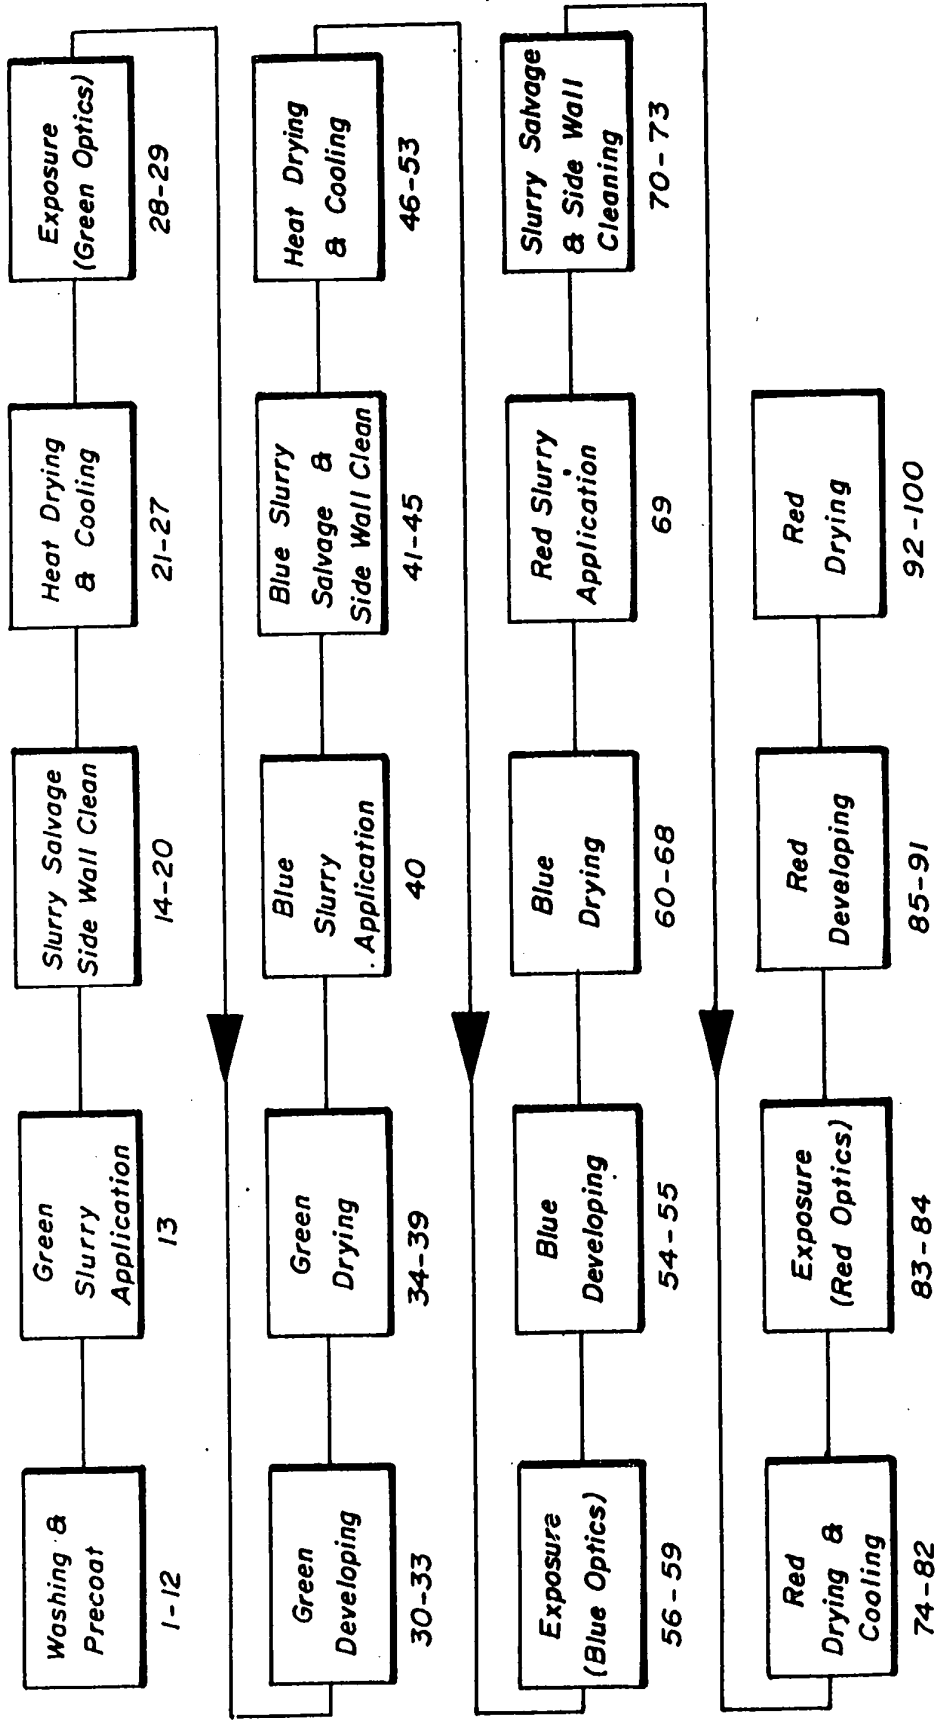 Washing &
Precoat
1-12
Green
Slurry
Application
13
Slurry Salvage
Side Wall Clean
14-20
Heat Drying
& Cooling
21-27
Exposure
(Green Optics)
28-29
Green
Developing
30-33
Green
Drying
34-39
Blue
Slurry
Application
40
Blue Slurry
Salvage &
Side Wall Clean
41-45
Heat Drying
& Cooling
46-53
Exposure
(Blue Optics)
56-59
Blue
Developing
54-55
Blue
Drying
60-68
Red Slurry
Application
69
Slurry Salvage
& Side Wall
Cleaning
70-73
Red
Drying &
Cooling
74-82
Exposure
(Red Optics)
83-84
Red
Developing
85-91
Red
Drying
92-100